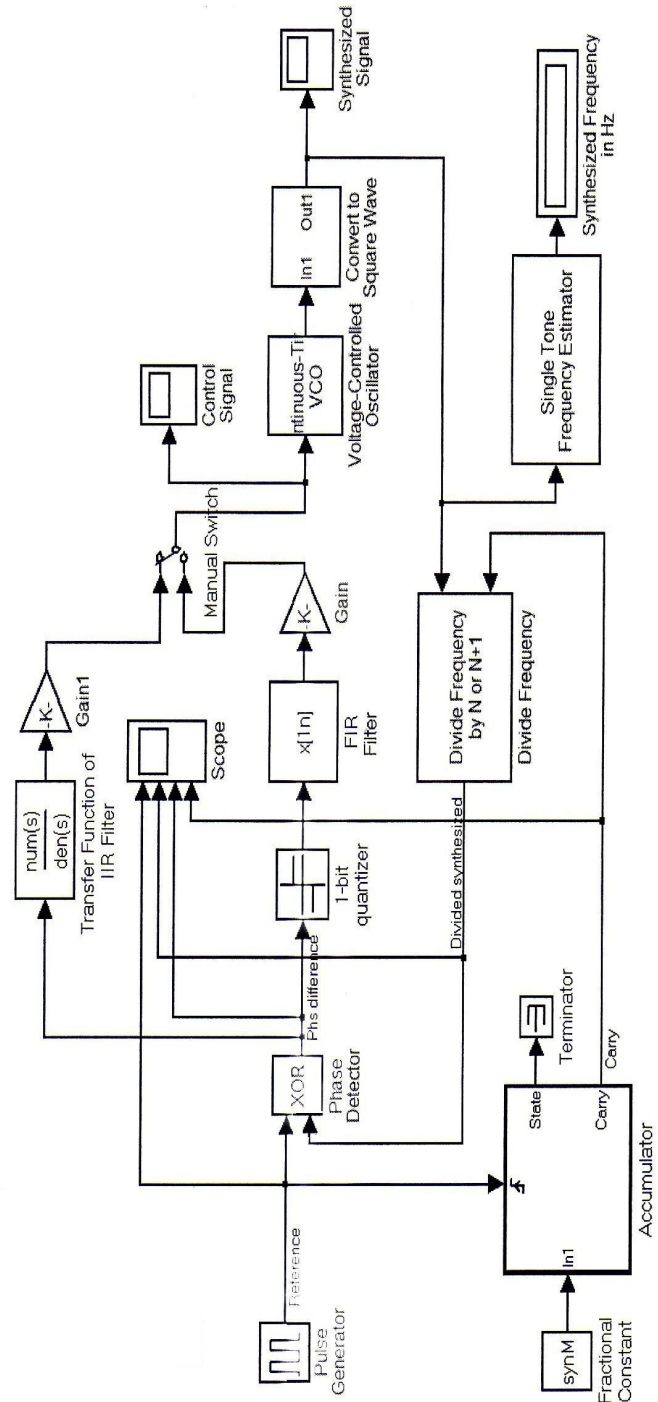 Pulse
Generator
Reference
XOR
Phase
Detector
Phs difference
num(s)
den(s)
Transfer Function of
IIR Filter
-K-
Gain1
Scope
1-bit
quantizer
x[1n]
FIR
Filter
-K-
Gain
Manual Switch
Control
Signal
ntinuous-Tir
VCO
Voltage-Controlled
Oscillator
In1
Out1
Convert to
Square Wave
Synthesized
Signal
Divided synthesized
Divide Frequency
by N or N+1
Divide Frequency
Single Tone
Frequency Estimator
Synthesized Frequency
in Hz
synM
Fractional
Constant
In1
State
Carry
Accumulator
Terminator
Carry